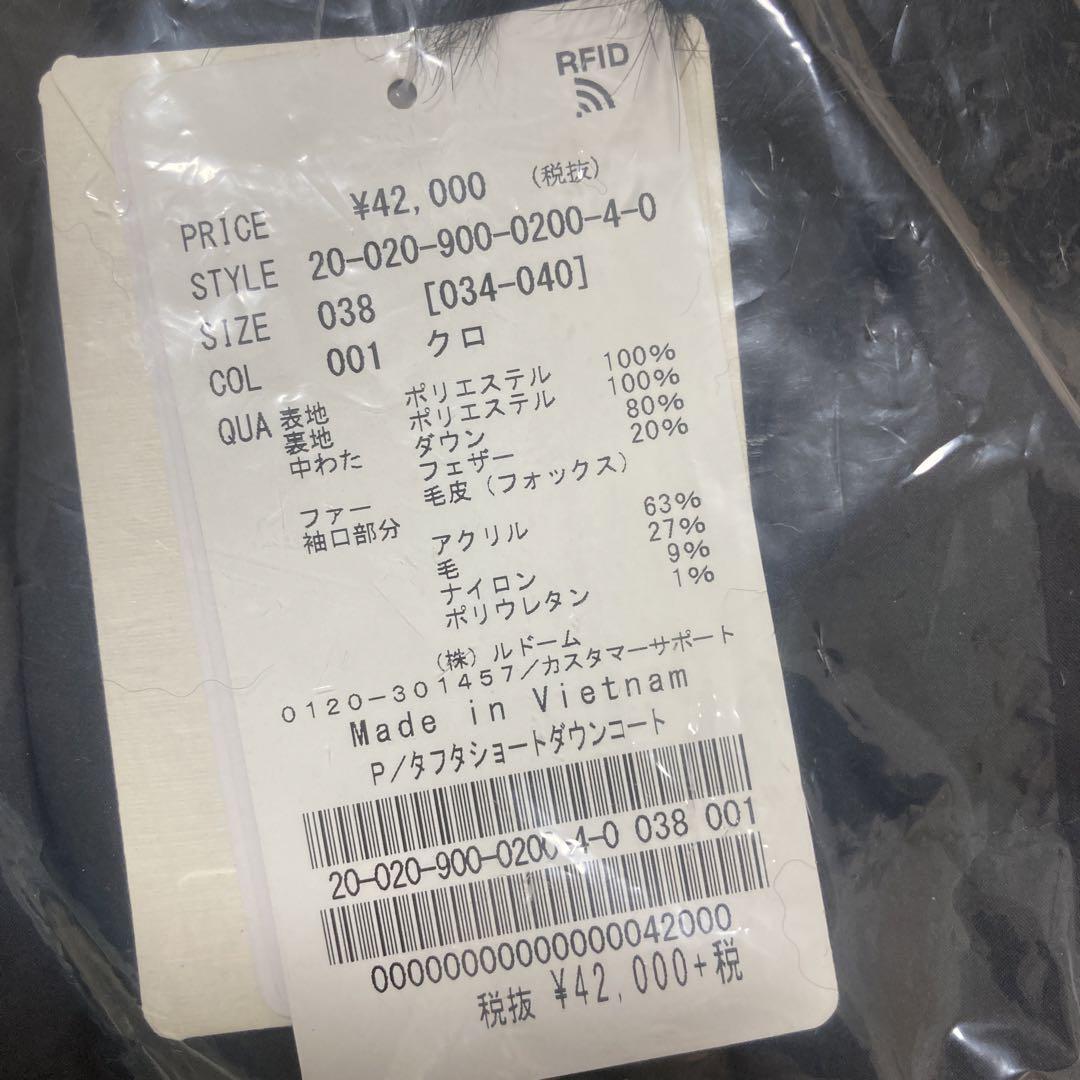 RFID
PRICE ¥42,000 (税抜)
STYLE 20-020-900-0200-4-0
SIZE 038 [034-040]
COL 001 クロ
QUA 表地 ポリエステル 100%
裏地 ポリエステル 100%
中わた ダウン 80%
フェザー 20%
ファー 毛皮(フォックス)
袖口部分 アクリル 63%
毛 27%
ナイロン 9%
ポリウレタン 1%
(株)ルドーム
0120-301457/カスタマーサポート
Made in Vietnam
P/タフタショートダウンコート
20-020-900-0200-4-0 038 001
0000000000000042000
税抜 ¥42,000+税